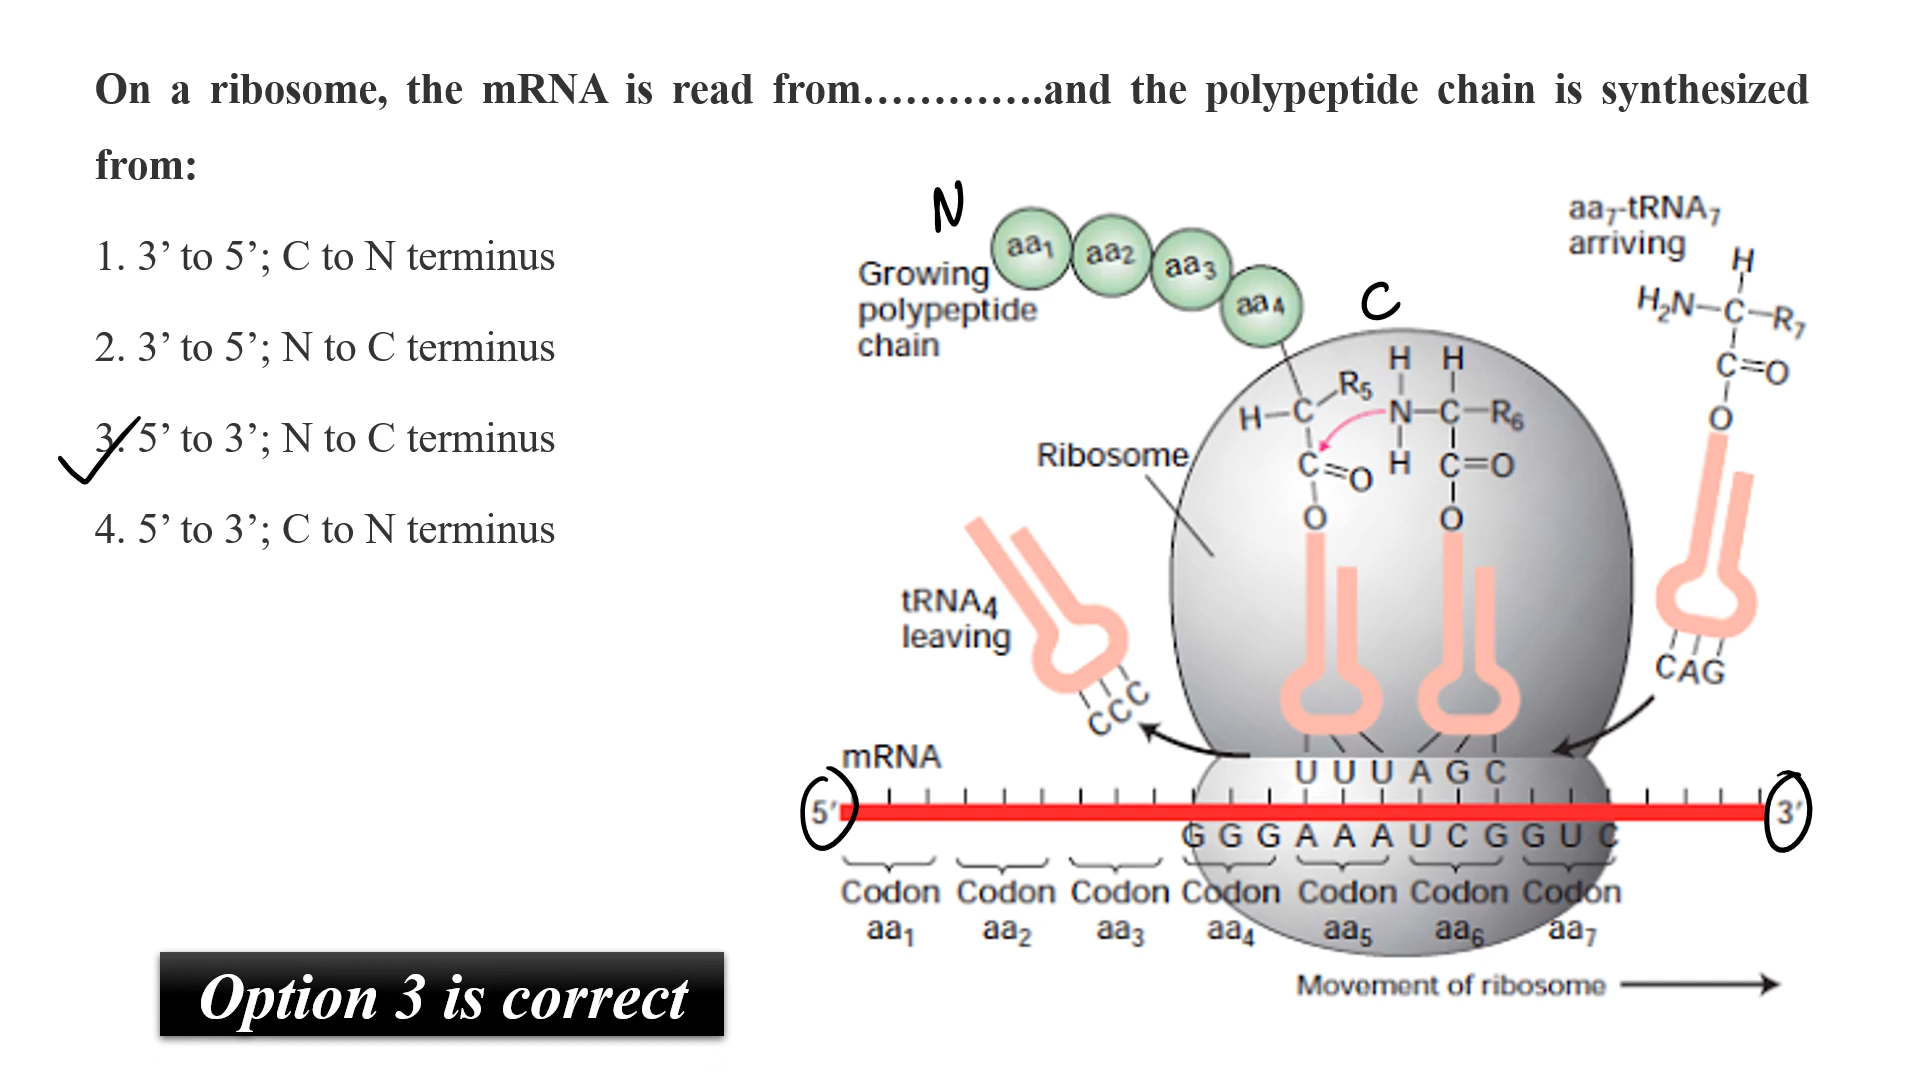 On a ribosome, the mRNA is read from………….and the polypeptide chain is synthesized
from:
1. 3’ to 5’; C to N terminus
2. 3’ to 5’; N to C terminus
3. 5’ to 3’; N to C terminus
4. 5’ to 3’; C to N terminus
Option 3 is correct
N
aa1 aa2 aa3 aa4
Growing
polypeptide
chain
C
aa7-tRNA7
arriving
H
H2N–C–R7
C=O
O
H H
R5
H–C N–C–R6
C=O H C=O
O O
Ribosome
tRNA4
leaving
CCC
CAG
mRNA
U U U A G C
5′ 3′
G G G A A A U C G G U C
Codon Codon Codon Codon Codon Codon Codon
aa1 aa2 aa3 aa4 aa5 aa6 aa7
Movement of ribosome